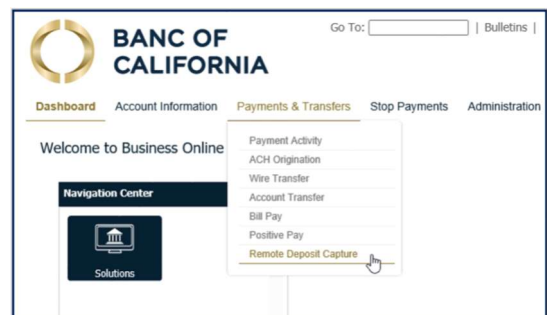 Go To: | Bulletins |
BANC OF
CALIFORNIA
Dashboard Account Information Payments & Transfers Stop Payments Administration
Welcome to Business Online
Payment Activity
ACH Origination
Wire Transfer
Account Transfer
Bill Pay
Positive Pay
Remote Deposit Capture
Navigation Center
Solutions